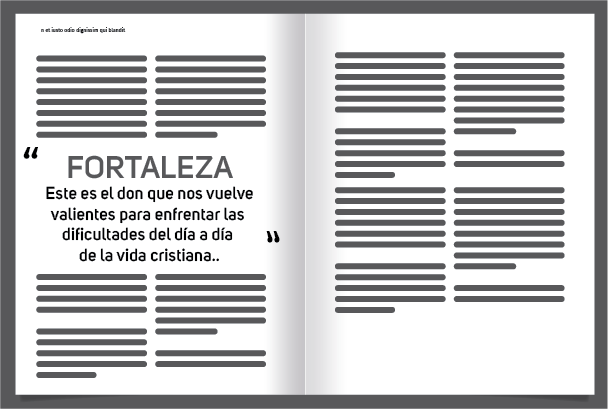 n et iusto odio dignissim qui blandit
“
FORTALEZA
Este es el don que nos vuelve
valientes para enfrentar las
dificultades del día a día
de la vida cristiana..
”